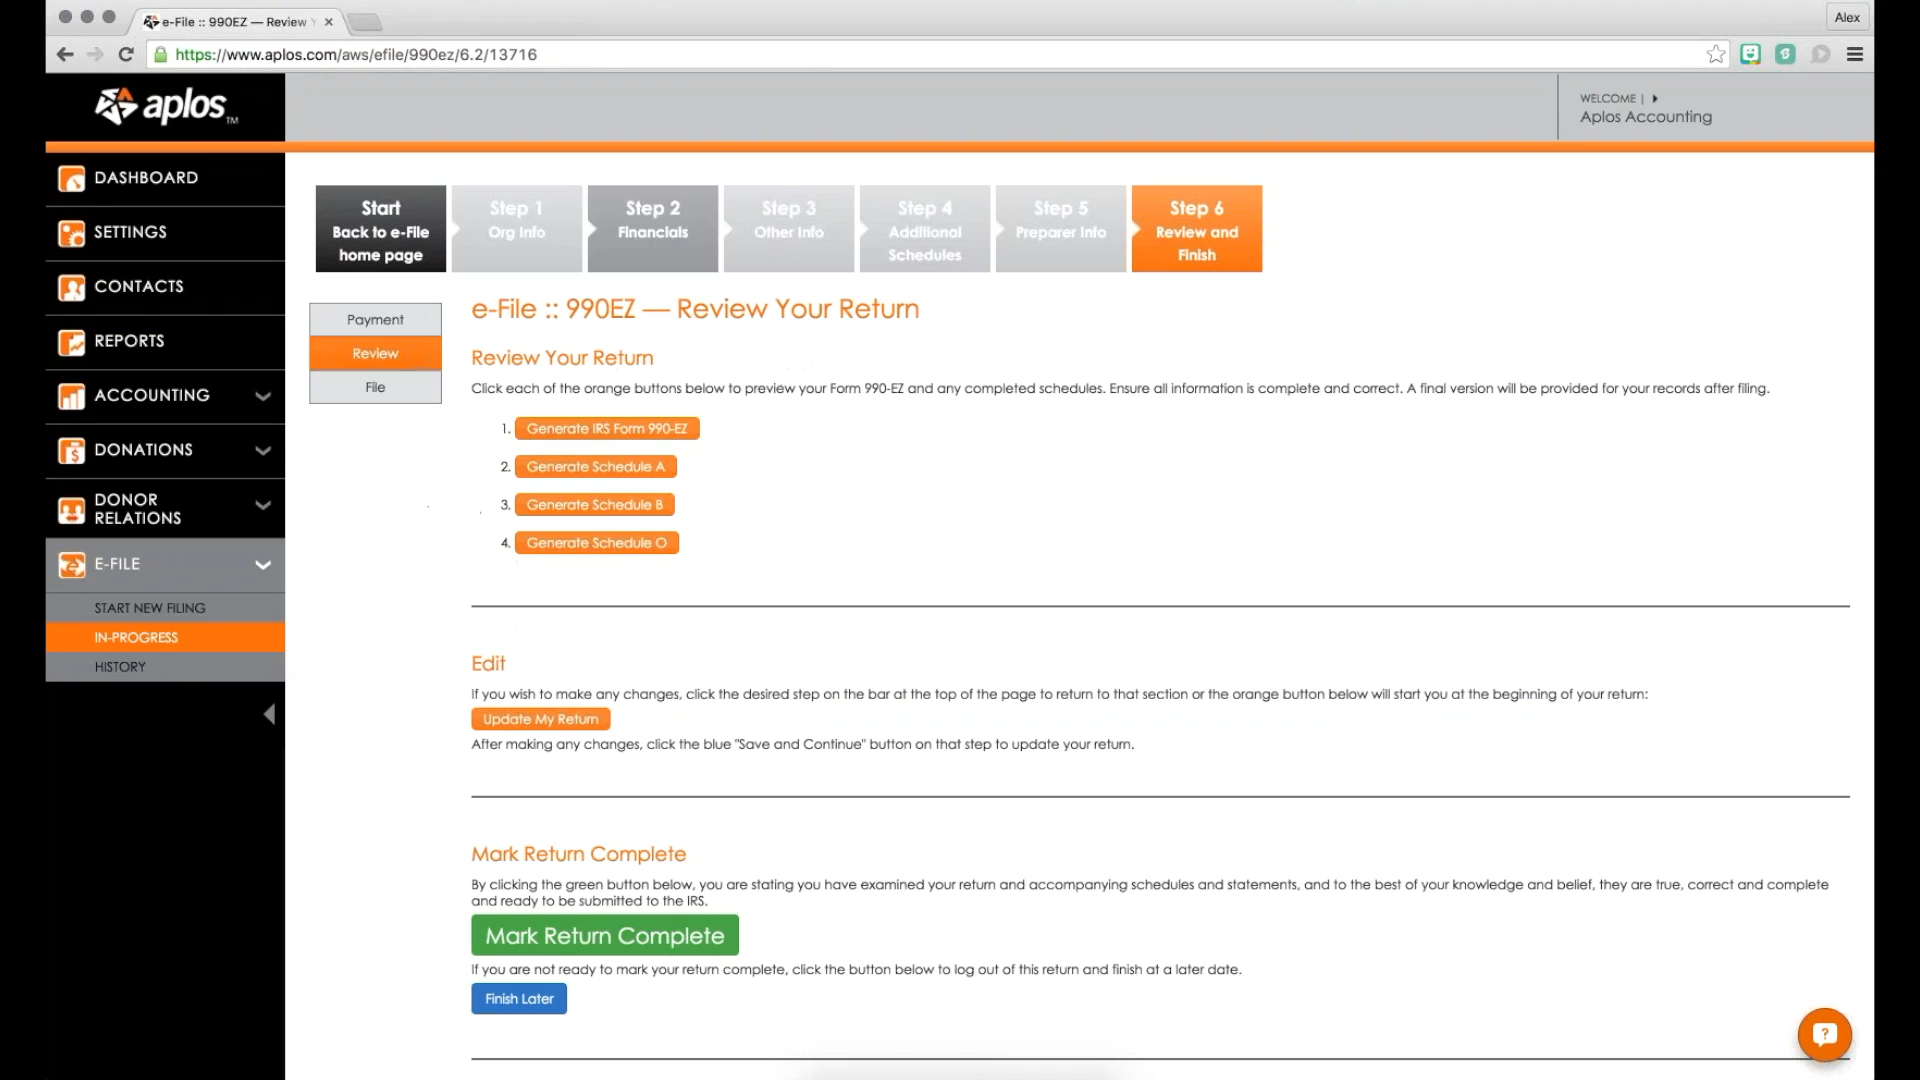 e-File :: 990EZ — Review Y
Alex
https://www.aplos.com/aws/efile/990ez/6.2/13716
aplos TM
WELCOME |
Aplos Accounting
DASHBOARD
SETTINGS
CONTACTS
REPORTS
ACCOUNTING
DONATIONS
DONOR
RELATIONS
E-FILE
START NEW FILING
IN-PROGRESS
HISTORY
Start
Back to e-File
home page
Step 1
Org Info
Step 2
Financials
Step 3
Other Info
Step 4
Additional
Schedules
Step 5
Preparer Info
Step 6
Review and
Finish
Payment
Review
File
e-File :: 990EZ — Review Your Return
Review Your Return
Click each of the orange buttons below to preview your Form 990-EZ and any completed schedules. Ensure all information is complete and correct. A final version will be provided for your records after filing.
1. Generate IRS Form 990-EZ
2. Generate Schedule A
3. Generate Schedule B
4. Generate Schedule O
Edit
If you wish to make any changes, click the desired step on the bar at the top of the page to return to that section or the orange button below will start you at the beginning of your return:
Update My Return
After making any changes, click the blue "Save and Continue" button on that step to update your return.
Mark Return Complete
By clicking the green button below, you are stating you have examined your return and accompanying schedules and statements, and to the best of your knowledge and belief, they are true, correct and complete
and ready to be submitted to the IRS.
Mark Return Complete
If you are not ready to mark your return complete, click the button below to log out of this return and finish at a later date.
Finish Later
?